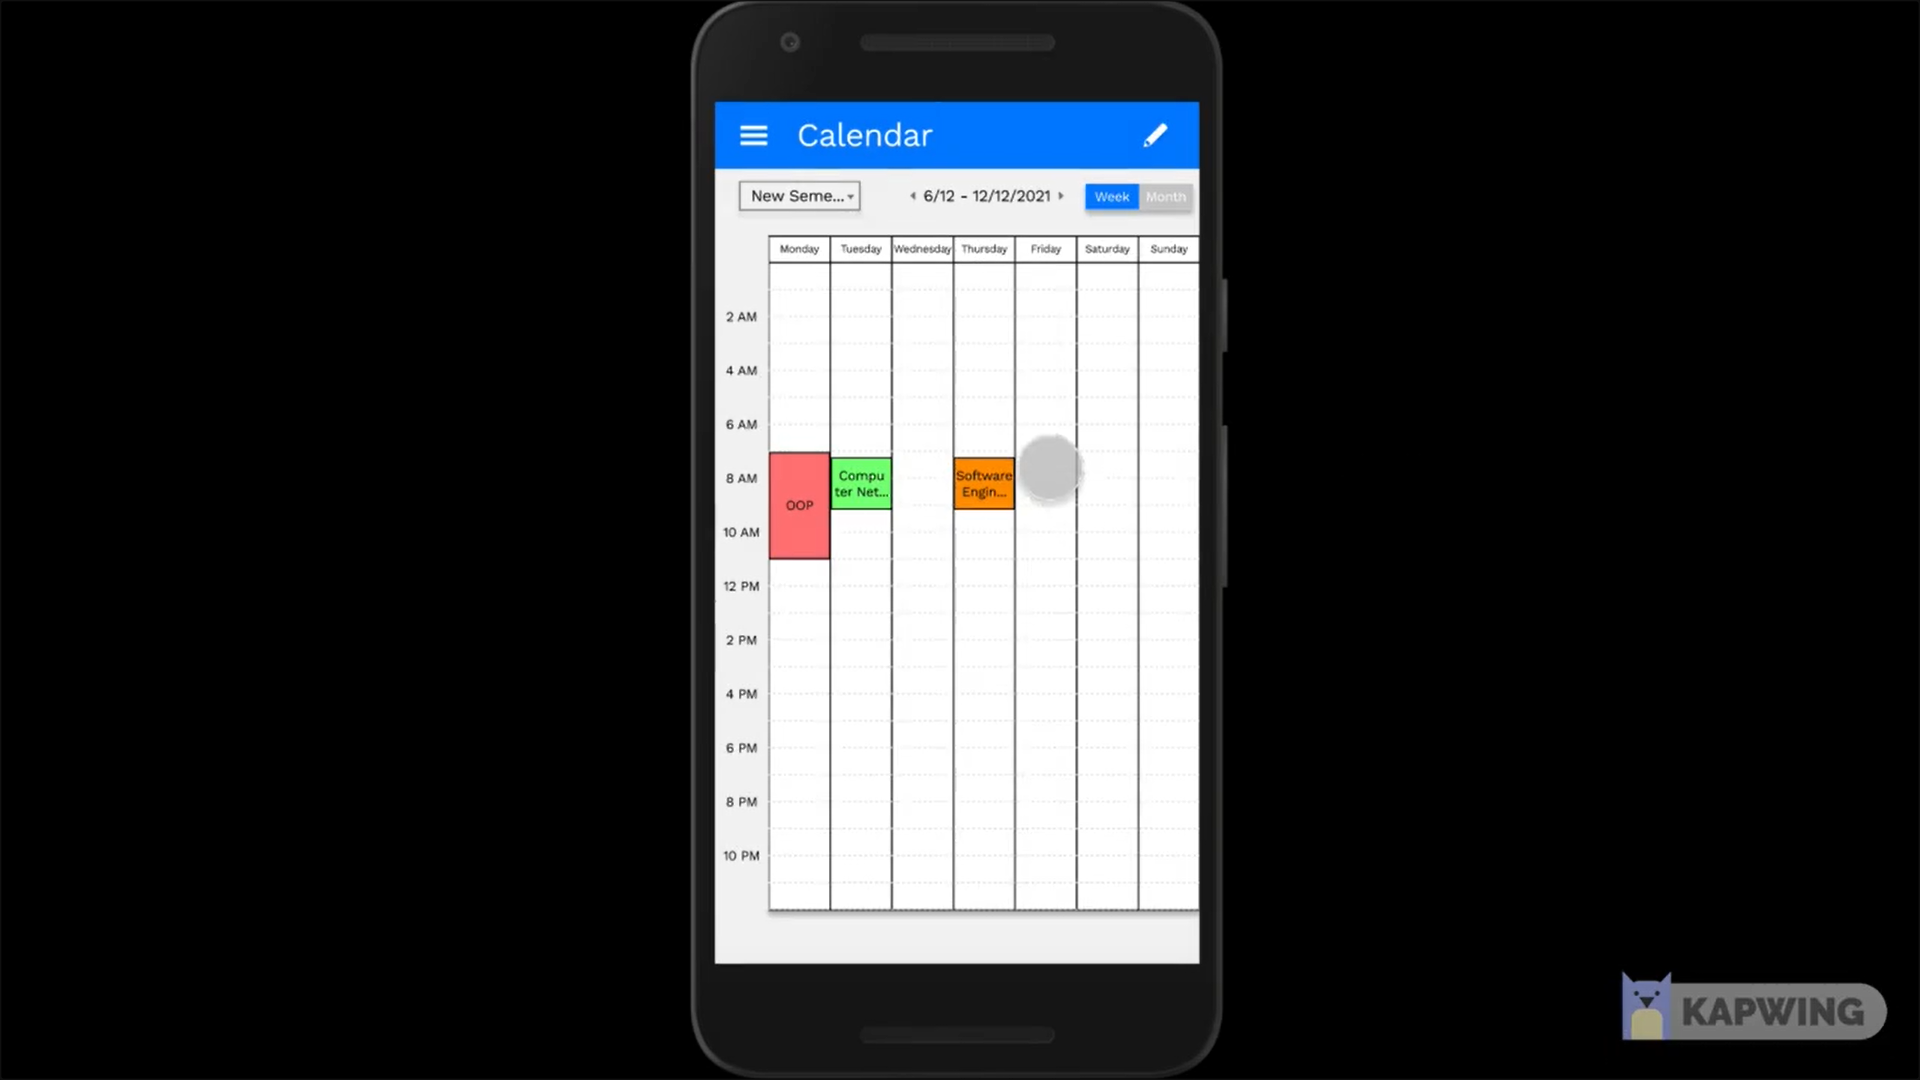 Calendar
New Seme...
6/12 - 12/12/2021
Week
Month
Monday
Tuesday
Wednesday
Thursday
Friday
Saturday
Sunday
2 AM
4 AM
6 AM
8 AM
10 AM
12 PM
2 PM
4 PM
6 PM
8 PM
10 PM
OOP
Compu
ter Net...
Software
Engin...
KAPWING